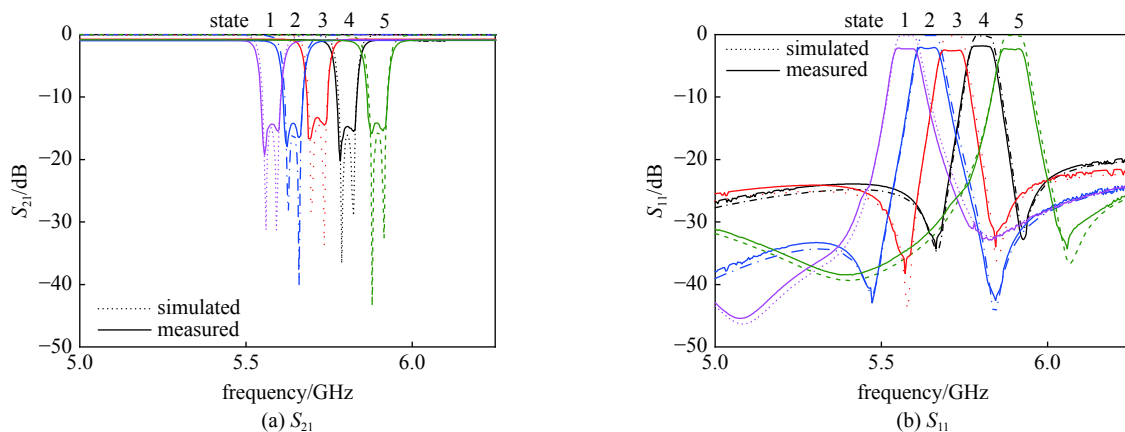 state 1 2 3 4 5
0
−10
−20
−30
−40
−50
S21/dB
simulated
measured
5.0 5.5 6.0
frequency/GHz
(a) S21
state 1 2 3 4 5
0
−10
−20
−30
−40
−50
S11/dB
simulated
measured
5.0 5.5 6.0
frequency/GHz
(b) S11